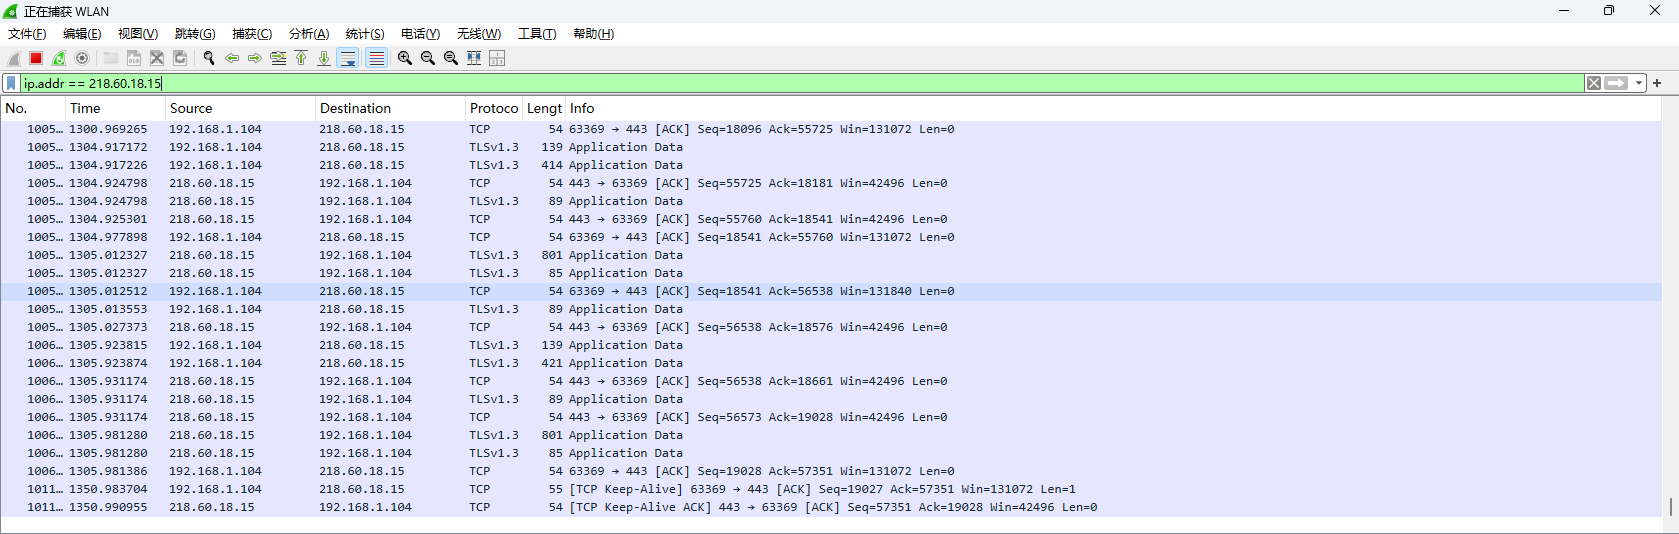 正在捕获 WLAN
文件(F) 编辑(E) 视图(V) 跳转(G) 捕获(C) 分析(A) 统计(S) 电话(Y) 无线(W) 工具(T) 帮助(H)
ip.addr == 218.60.18.15
No. Time Source Destination Protoco Lengt Info
1005… 1300.969265 192.168.1.104 218.60.18.15 TCP 54 63369 → 443 [ACK] Seq=18096 Ack=55725 Win=131072 Len=0
1005… 1304.917172 192.168.1.104 218.60.18.15 TLSv1.3 139 Application Data
1005… 1304.917226 192.168.1.104 218.60.18.15 TLSv1.3 414 Application Data
1005… 1304.924798 218.60.18.15 192.168.1.104 TCP 54 443 → 63369 [ACK] Seq=55725 Ack=18181 Win=42496 Len=0
1005… 1304.924798 218.60.18.15 192.168.1.104 TLSv1.3 89 Application Data
1005… 1304.925301 218.60.18.15 192.168.1.104 TCP 54 443 → 63369 [ACK] Seq=55760 Ack=18541 Win=42496 Len=0
1005… 1304.977898 192.168.1.104 218.60.18.15 TCP 54 63369 → 443 [ACK] Seq=18541 Ack=55760 Win=131072 Len=0
1005… 1305.012327 218.60.18.15 192.168.1.104 TLSv1.3 801 Application Data
1005… 1305.012327 218.60.18.15 192.168.1.104 TLSv1.3 85 Application Data
1005… 1305.012512 192.168.1.104 218.60.18.15 TCP 54 63369 → 443 [ACK] Seq=18541 Ack=56538 Win=131840 Len=0
1005… 1305.013553 192.168.1.104 218.60.18.15 TLSv1.3 89 Application Data
1005… 1305.027373 218.60.18.15 192.168.1.104 TCP 54 443 → 63369 [ACK] Seq=56538 Ack=18576 Win=42496 Len=0
1006… 1305.923815 192.168.1.104 218.60.18.15 TLSv1.3 139 Application Data
1006… 1305.923874 192.168.1.104 218.60.18.15 TLSv1.3 421 Application Data
1006… 1305.931174 218.60.18.15 192.168.1.104 TCP 54 443 → 63369 [ACK] Seq=56538 Ack=18661 Win=42496 Len=0
1006… 1305.931174 218.60.18.15 192.168.1.104 TLSv1.3 89 Application Data
1006… 1305.931174 218.60.18.15 192.168.1.104 TCP 54 443 → 63369 [ACK] Seq=56573 Ack=19028 Win=42496 Len=0
1006… 1305.981280 218.60.18.15 192.168.1.104 TLSv1.3 801 Application Data
1006… 1305.981280 218.60.18.15 192.168.1.104 TLSv1.3 85 Application Data
1006… 1305.981386 192.168.1.104 218.60.18.15 TCP 54 63369 → 443 [ACK] Seq=19028 Ack=57351 Win=131072 Len=0
1011… 1350.983704 192.168.1.104 218.60.18.15 TCP 55 [TCP Keep-Alive] 63369 → 443 [ACK] Seq=19027 Ack=57351 Win=131072 Len=1
1011… 1350.990955 218.60.18.15 192.168.1.104 TCP 54 [TCP Keep-Alive ACK] 443 → 63369 [ACK] Seq=57351 Ack=19028 Win=42496 Len=0